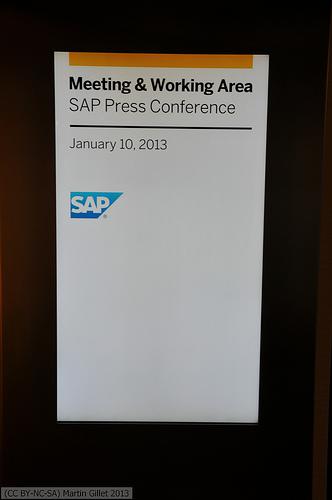 Meeting & Working Area
SAP Press Conference
January 10, 2013
SAP®
(CC BY-NC-SA) Martin Gillet 2013